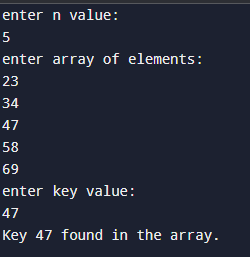 enter n value:
5
enter array of elements:
23
34
47
58
69
enter key value:
47
Key 47 found in the array.